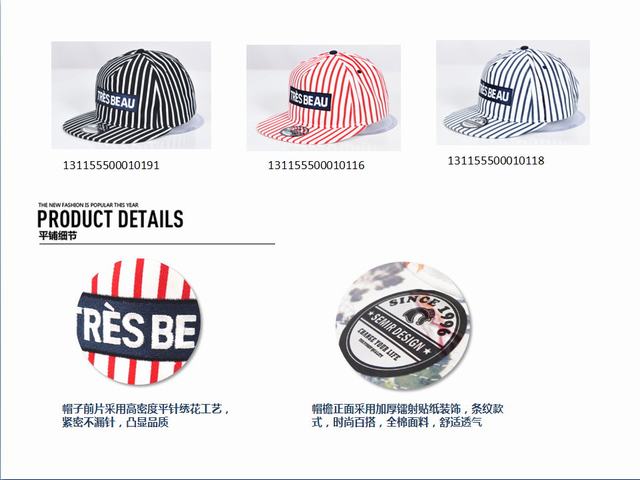 TRÈS BEAU
TRÈS BEAU
TRÈS BEAU
131155500010191
131155500010116
131155500010118
THE NEW FASHION IS POPULAR THIS YEAR
PRODUCT DETAILS
平铺细节
TRÈS BE
SINCE 1996
SEMIR DESIGN
CHANGE YOUR LIFE
帽子前片采用高密度平针绣花工艺，
紧密不漏针，凸显品质
帽檐正面采用加厚镭射贴纸装饰，条纹款
式，时尚百搭，全棉面料，舒适透气